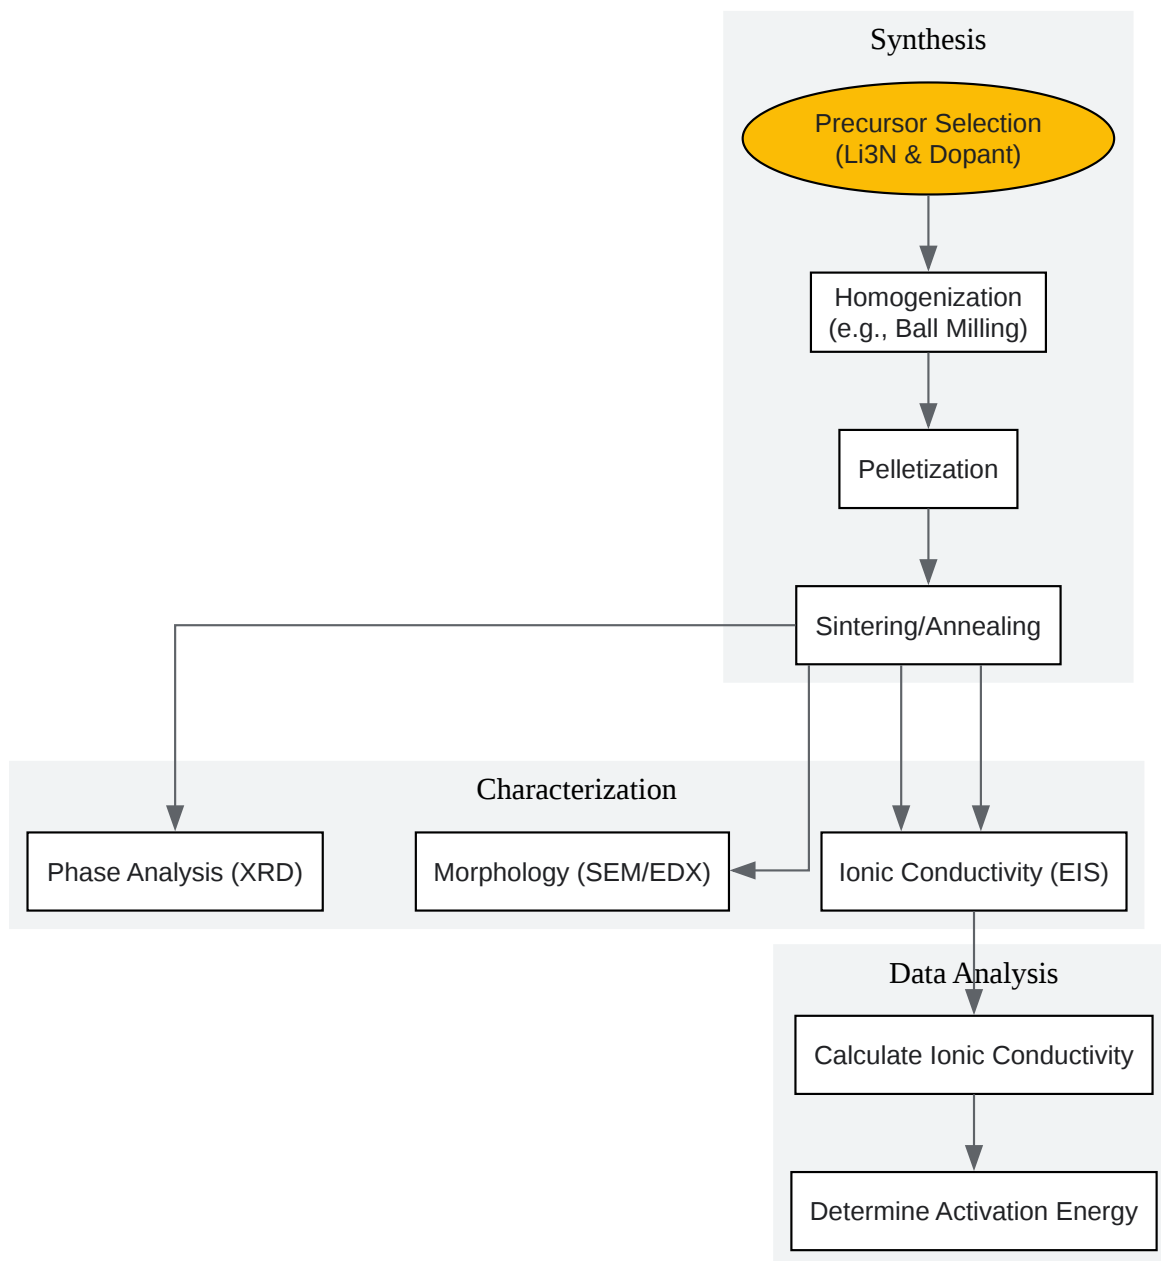 Synthesis
Precursor Selection
(Li3N & Dopant)
Homogenization
(e.g., Ball Milling)
Pelletization
Sintering/Annealing
Characterization
Phase Analysis (XRD)
Morphology (SEM/EDX)
Ionic Conductivity (EIS)
Data Analysis
Calculate Ionic Conductivity
Determine Activation Energy